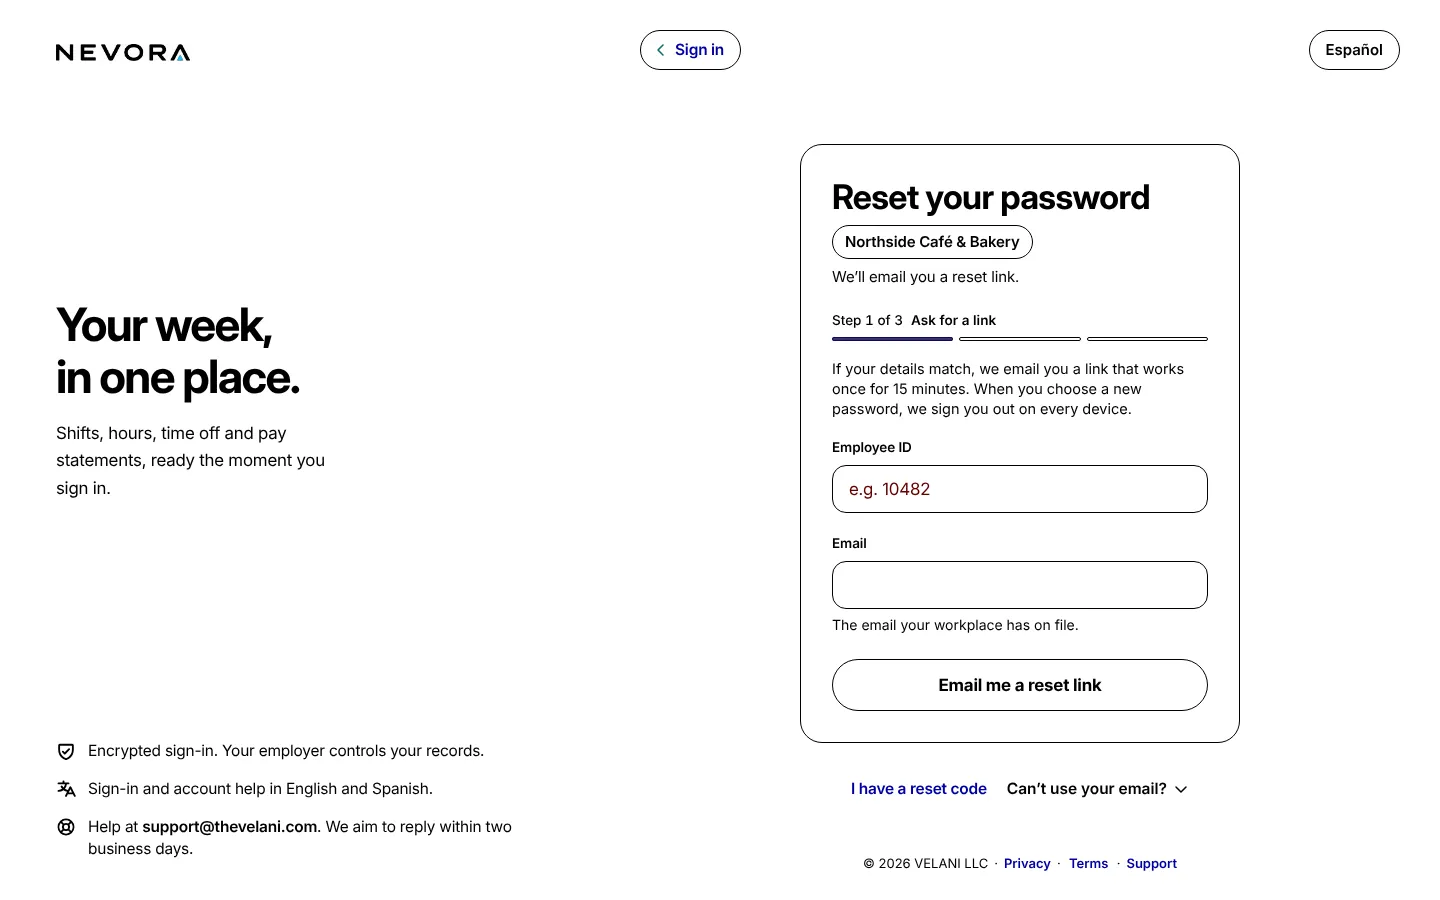 NEVORA
Sign in
Español
Your week,
in one place.
Shifts, hours, time off and pay
statements, ready the moment you
sign in.
Encrypted sign-in. Your employer controls your records.
Sign-in and account help in English and Spanish.
Help at support@thevelani.com. We aim to reply within two
business days.
Reset your password
Northside Café & Bakery
We’ll email you a reset link.
Step 1 of 3 Ask for a link
If your details match, we email you a link that works
once for 15 minutes. When you choose a new
password, we sign you out on every device.
Employee ID
e.g. 10482
Email
The email your workplace has on file.
Email me a reset link
I have a reset code
Can’t use your email?
© 2026 VELANI LLC · Privacy · Terms · Support